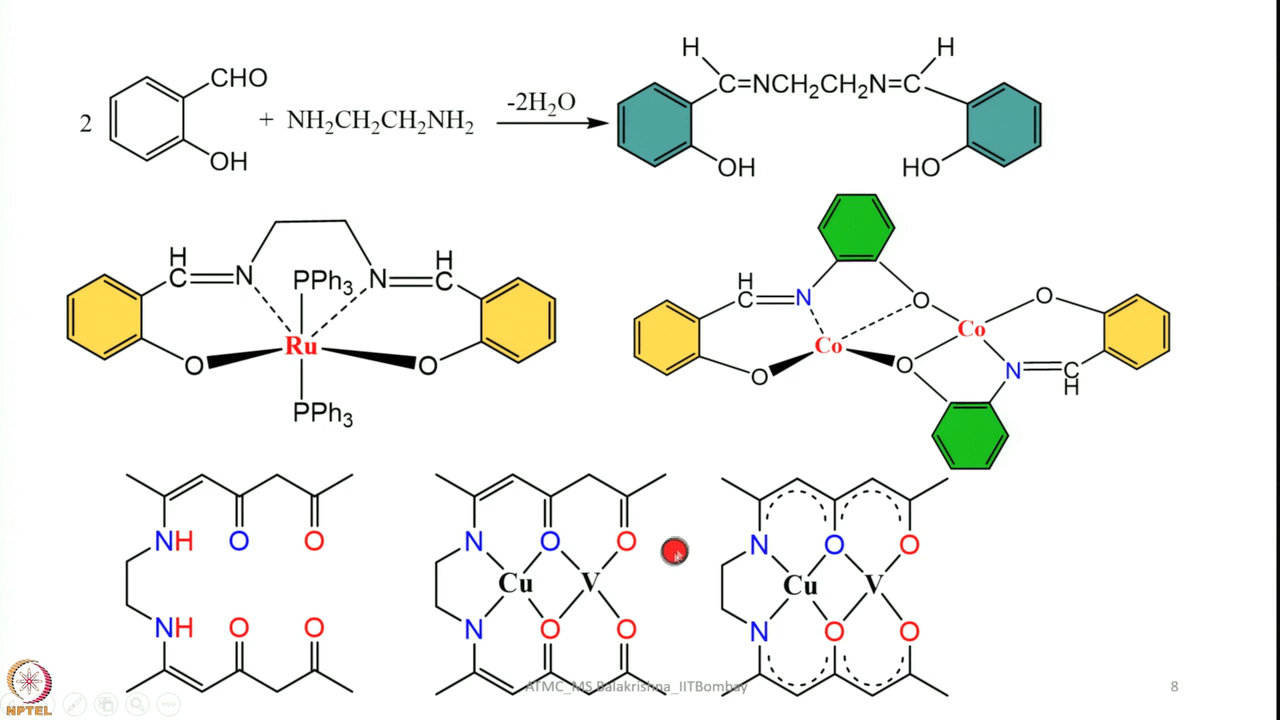 2 CHO OH + NH₂CH₂CH₂NH₂ -2H₂O H C=NCH₂CH₂N=C H OH HO
H C N PPh₃ N H C O Ru O PPh₃
H C N O Co O O Co O N C H
NH O O NH O O
N O O Cu V N O O
N O O Cu V N O O
ATMC_MS Balakrishna_IITBombay
8
NPTEL